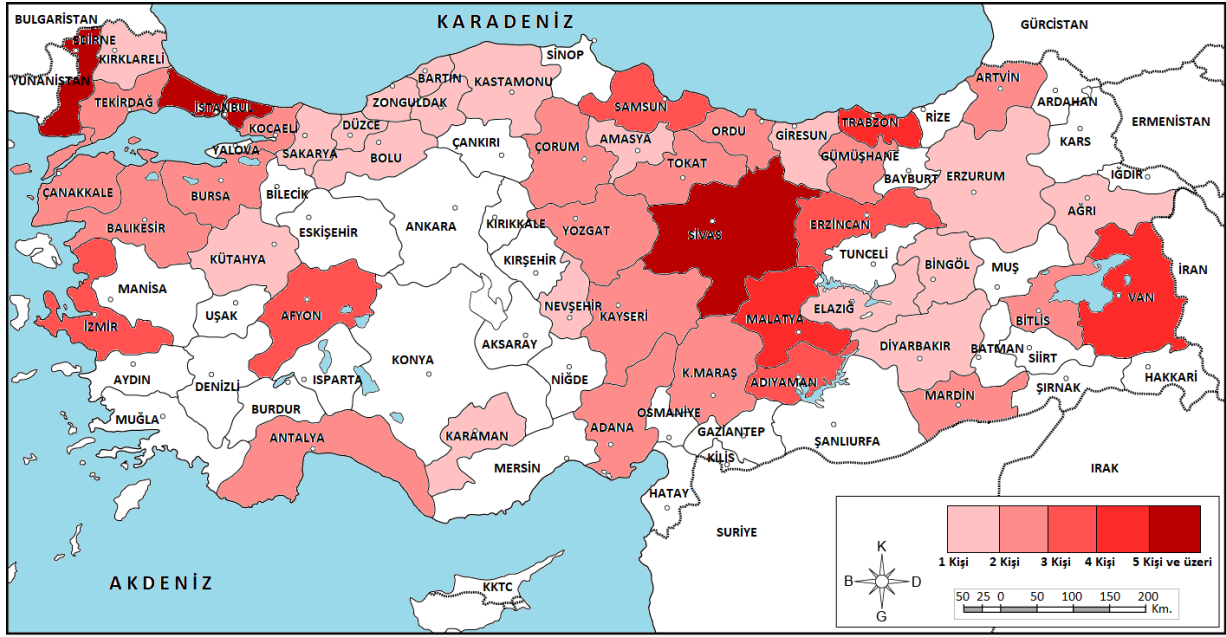 BULGARİSTAN
KARADENİZ
GÜRCİSTAN
EDİRNE
KIRKLARELİ
SİNOP
YUNANİSTAN
BARTIN
KASTAMONU
ARTVİN
TEKİRDAĞ
İSTANBUL
ZONGULDAK
SAMSUN
ARDAHAN
KOCAELİ
DÜZCE
TRABZON
RİZE
ERMENİSTAN
YALOVA
SAKARYA
BOLU
ÇANKIRI
ÇORUM
AMASYA
ORDU
GİRESUN
KARS
GÜMÜŞHANE
TOKAT
BAYBURT
ERZURUM
IĞDIR
ÇANAKKALE
BURSA
BİLECİK
AĞRI
BALIKESİR
ESKİŞEHİR
ANKARA
KIRIKKALE
YOZGAT
SİVAS
ERZİNCAN
KÜTAHYA
KIRŞEHİR
TUNCELİ
BİNGÖL
MUŞ
İRAN
MANİSA
UŞAK
AFYON
NEVŞEHİR
KAYSERİ
ELAZIĞ
VAN
İZMİR
MALATYA
BİTLİS
AKSARAY
DİYARBAKIR
BATMAN
SİİRT
KONYA
AYDIN
DENİZLİ
ISPARTA
NİĞDE
K.MARAŞ
ADIYAMAN
ŞIRNAK
HAKKARİ
BURDUR
MARDİN
MUĞLA
OSMANİYE
ANTALYA
KARAMAN
ADANA
GAZİANTEP
ŞANLIURFA
MERSİN
KİLİS
IRAK
HATAY
SURİYE
AKDENİZ
KKTC
1 Kişi 2 Kişi 3 Kişi 4 Kişi 5 Kişi ve üzeri
K
B D
G
50 25 0 50 100 150 200
Km.